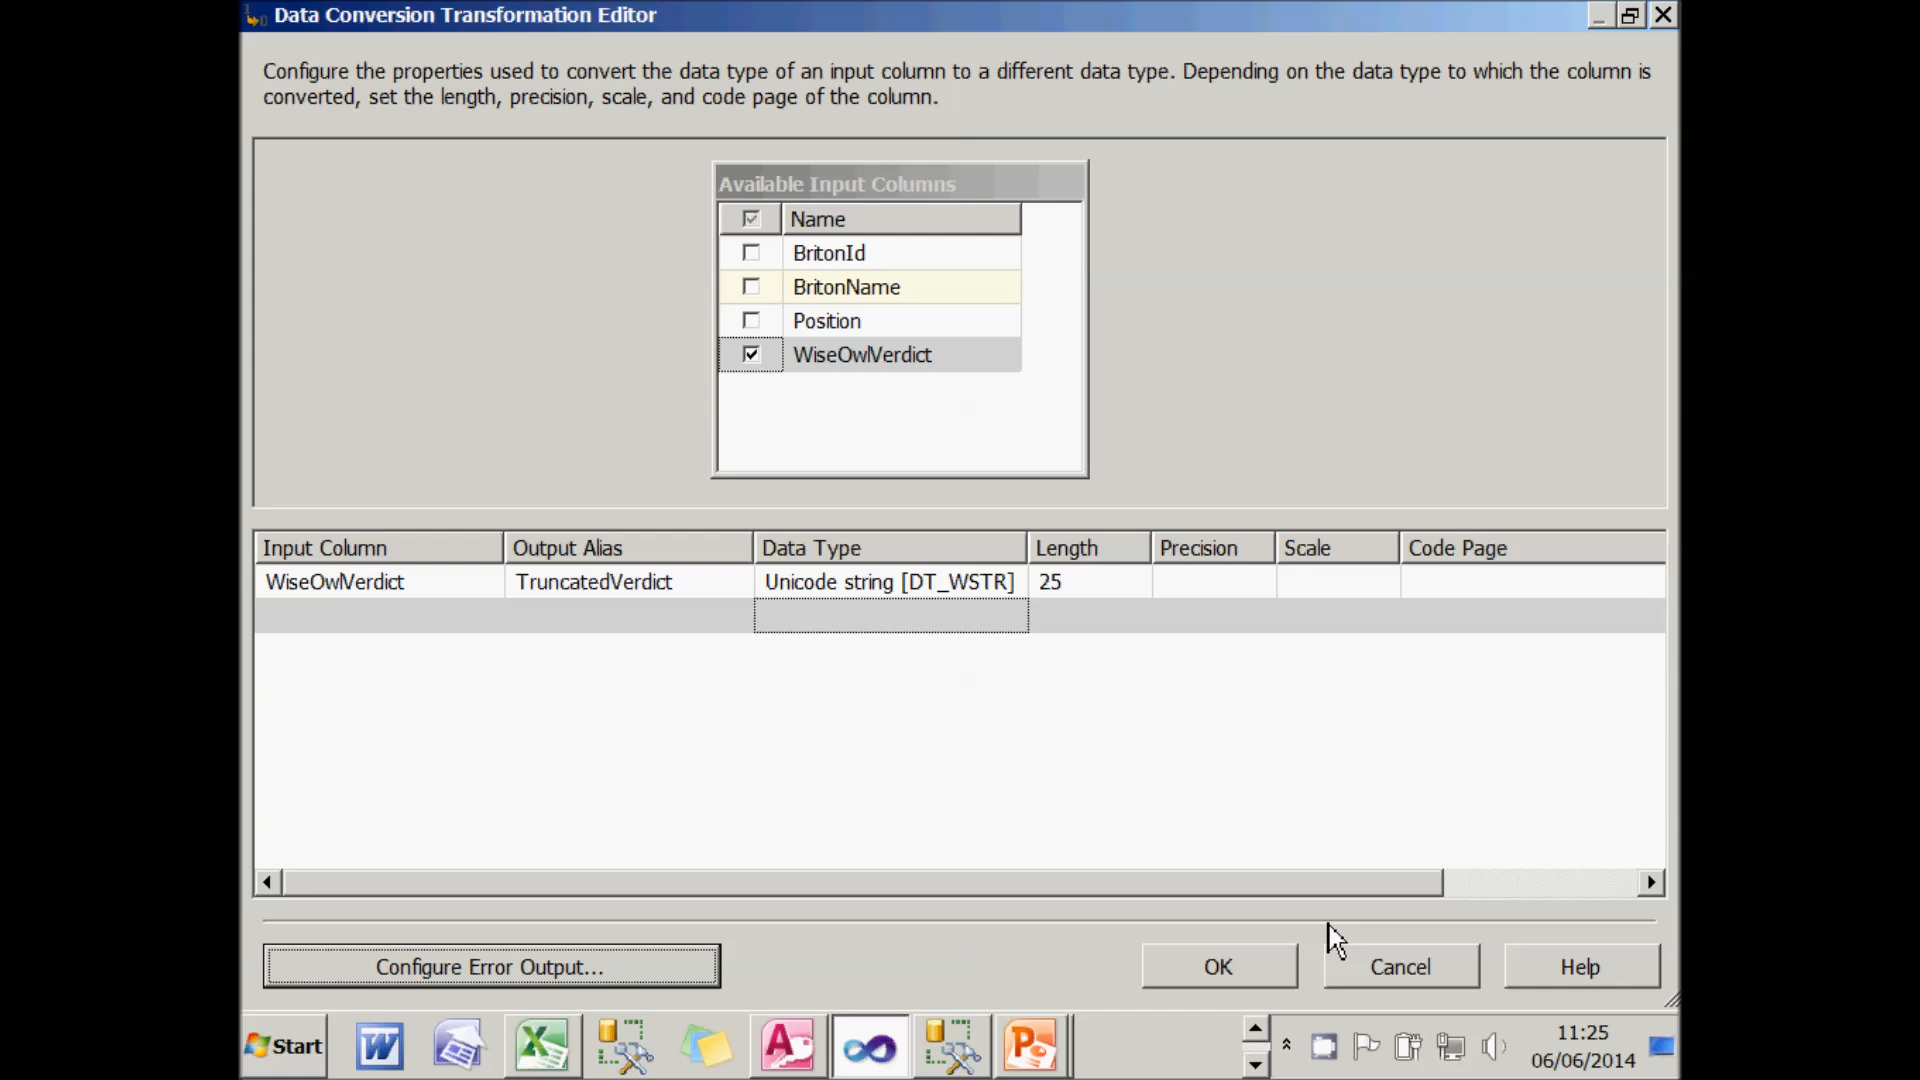 Data Conversion Transformation Editor
Configure the properties used to convert the data type of an input column to a different data type. Depending on the data type to which the column is
converted, set the length, precision, scale, and code page of the column.
Available Input Columns
Name
BritonId
BritonName
Position
WiseOwlVerdict
Input Column Output Alias Data Type Length Precision Scale Code Page
WiseOwlVerdict TruncatedVerdict Unicode string [DT_WSTR] 25
Configure Error Output... OK Cancel Help
Start 11:25
06/06/2014